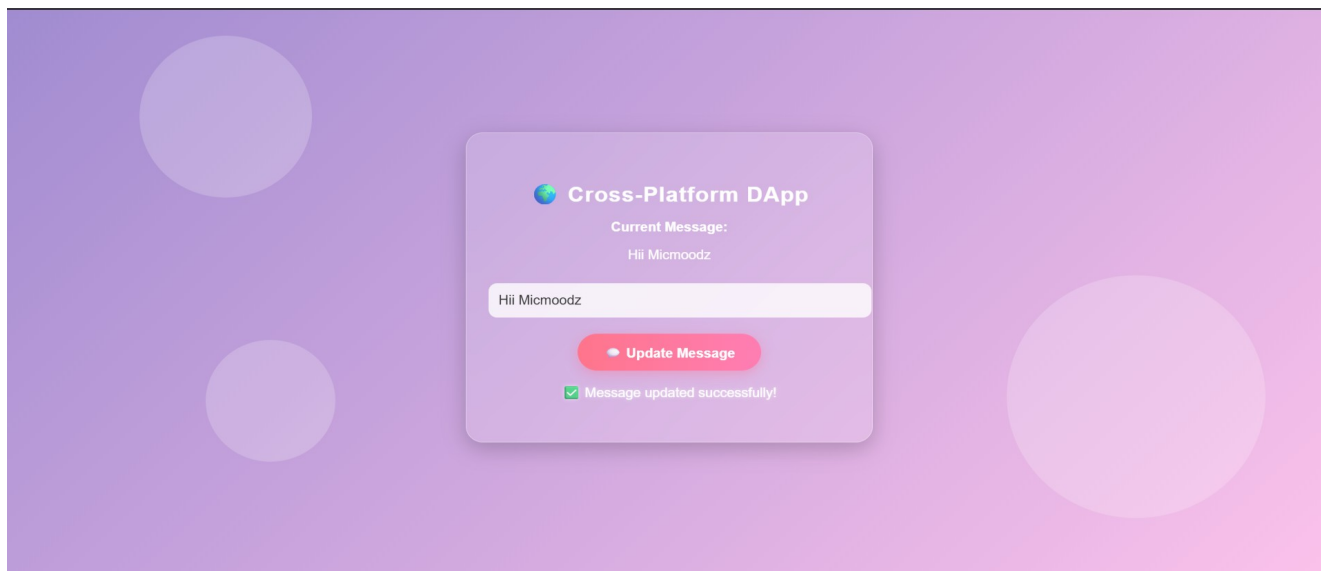 🌍 Cross-Platform DApp
Current Message:
Hii Micmoodz
Hii Micmoodz
Update Message
✅ Message updated successfully!